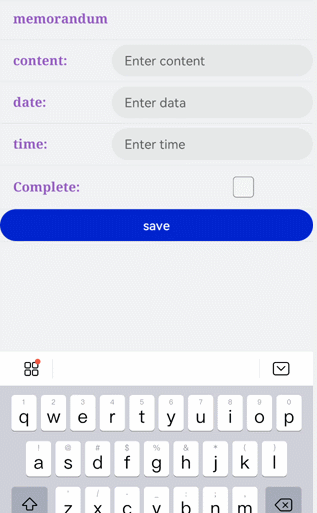 memorandum
content: Enter content
date: Enter data
time: Enter time
Complete:
save
1 2 3 4 5 6 7 8 9 0
q w e r t y u i o p
! @ # $ % & * ( )
a s d f g h j k l
z x c v b n m